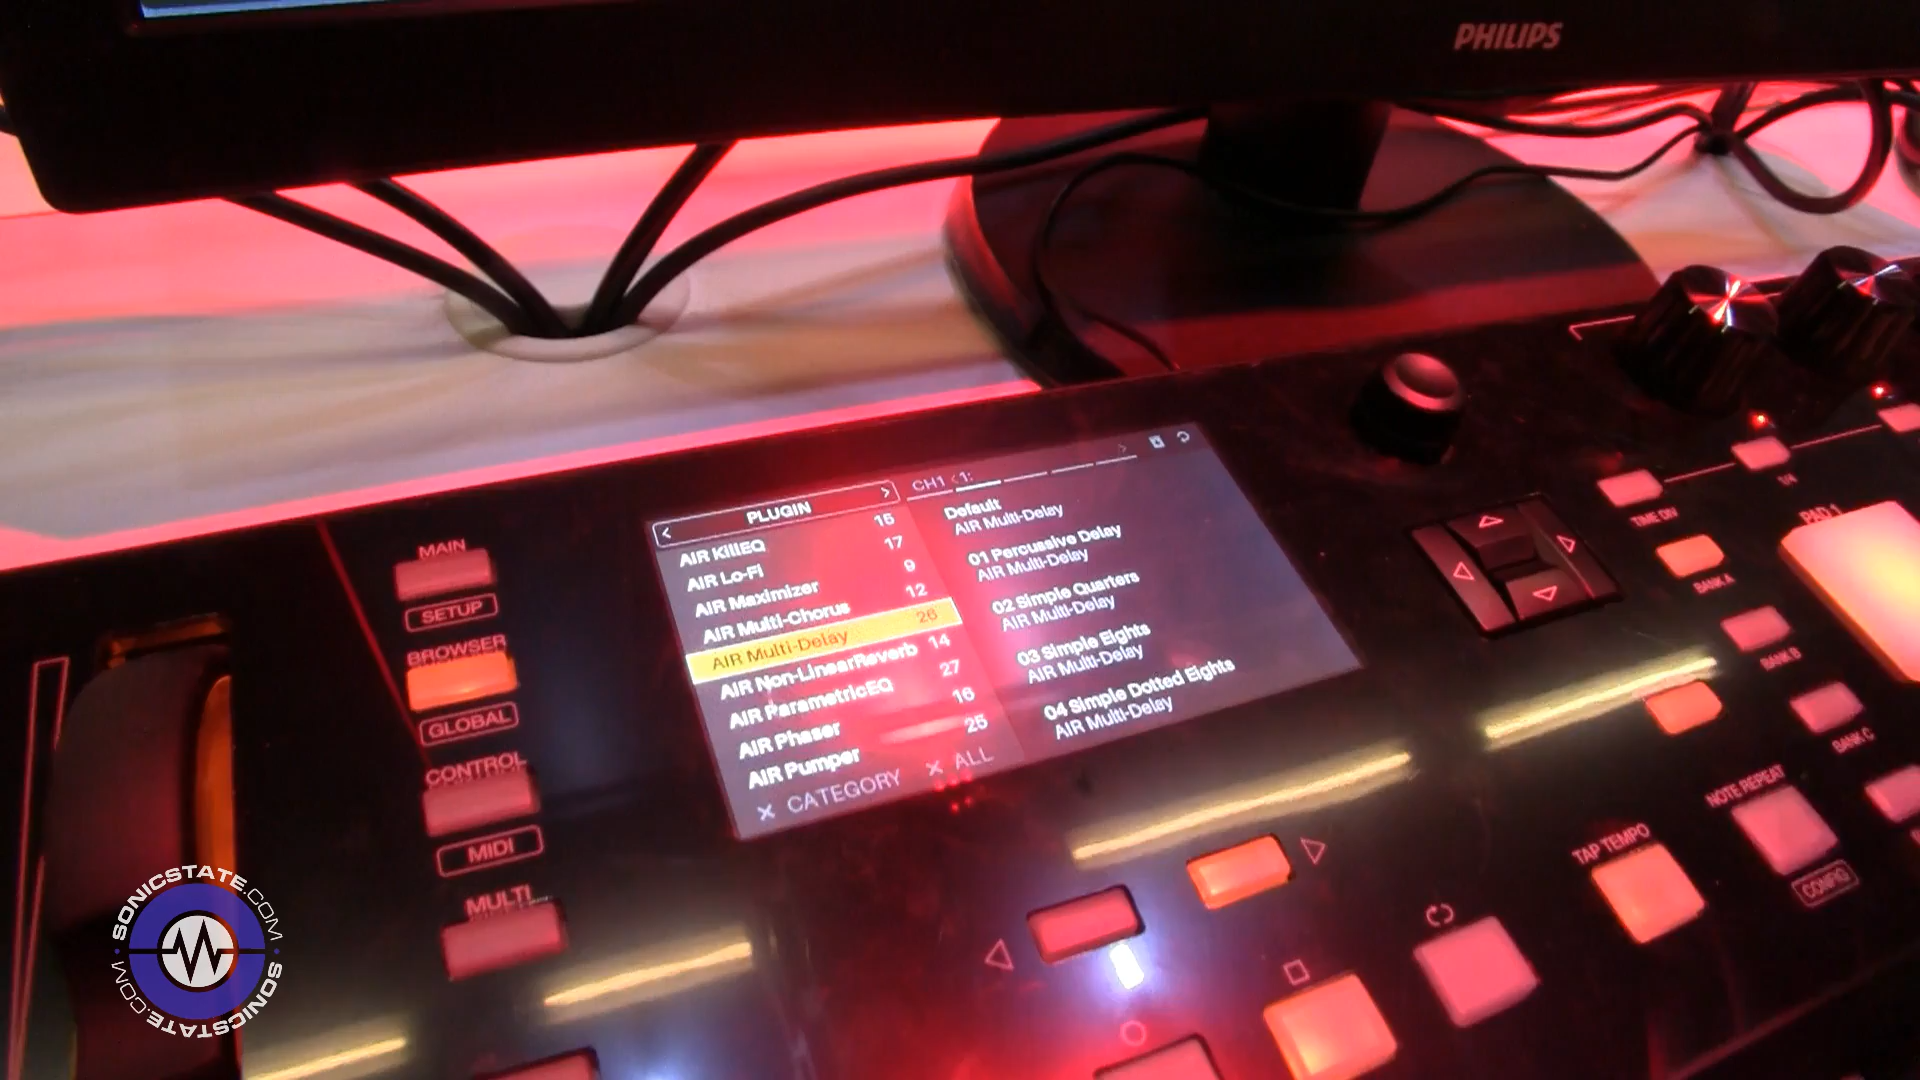 PHILIPS
PLUGIN
AIR KillEQ 15
AIR Lo-Fi 17
AIR Maximizer 9
AIR Multi-Chorus 12
AIR Multi-Delay 26
AIR Non-LinearReverb 14
AIR ParametricEQ 27
AIR Phaser 16
AIR Pumper 25
CATEGORY ALL
CH1 1:
Default
AIR Multi-Delay
01 Percussive Delay
AIR Multi-Delay
02 Simple Quarters
AIR Multi-Delay
03 Simple Eights
AIR Multi-Delay
04 Simple Dotted Eights
AIR Multi-Delay
MAIN
SETUP
BROWSER
GLOBAL
CONTROL
MIDI
MULTI
TIME DIV
1/4
PAD 1
BANK A
BANK B
BANK C
NOTE REPEAT
CONFIG
TAP TEMPO
SONICSTATE.COM
SONICSTATE.COM